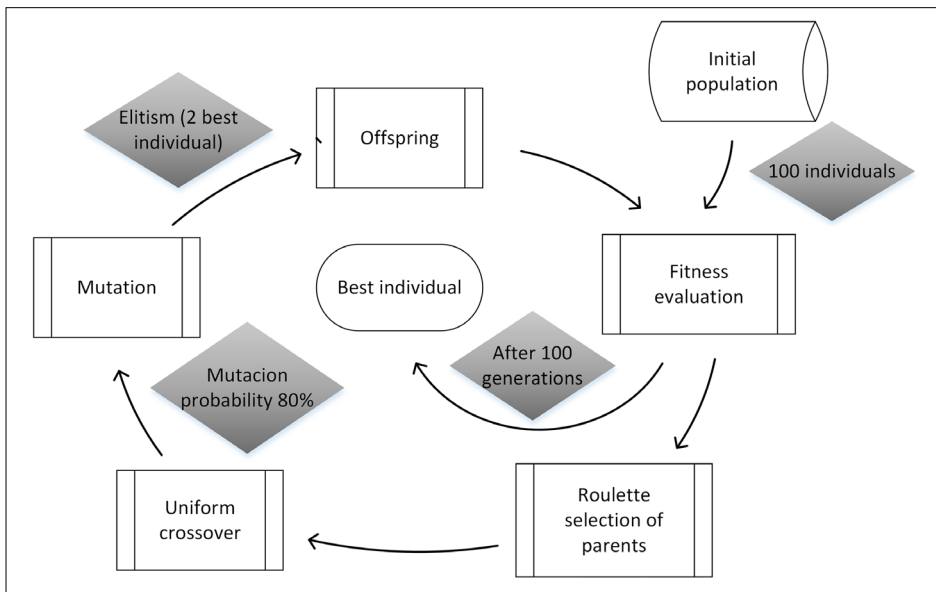 Initial
population
Elitism (2 best
individual)
Offspring
100 individuals
Mutation
Best individual
Fitness
evaluation
After 100
generations
Mutacion
probability 80%
Uniform
crossover
Roulette
selection of
parents